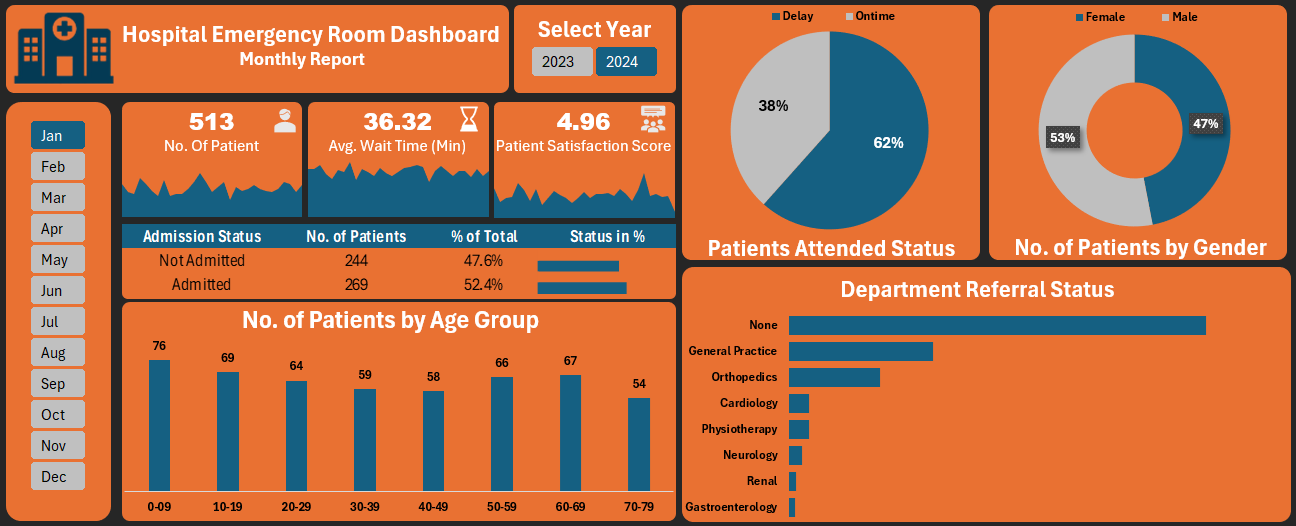 Hospital Emergency Room Dashboard
Monthly Report
Select Year
2023 2024
Jan
Feb
Mar
Apr
May
Jun
Jul
Aug
Sep
Oct
Nov
Dec
513
No. Of Patient
36.32
Avg. Wait Time (Min)
4.96
Patient Satisfaction Score
Admission Status No. of Patients % of Total Status in %
Not Admitted 244 47.6%
Admitted 269 52.4%
No. of Patients by Age Group
76 69 64 59 58 66 67 54
0-09 10-19 20-29 30-39 40-49 50-59 60-69 70-79
Delay Ontime
38%
62%
Patients Attended Status
Female Male
53%
47%
No. of Patients by Gender
Department Referral Status
None
General Practice
Orthopedics
Cardiology
Physiotherapy
Neurology
Renal
Gastroenterology